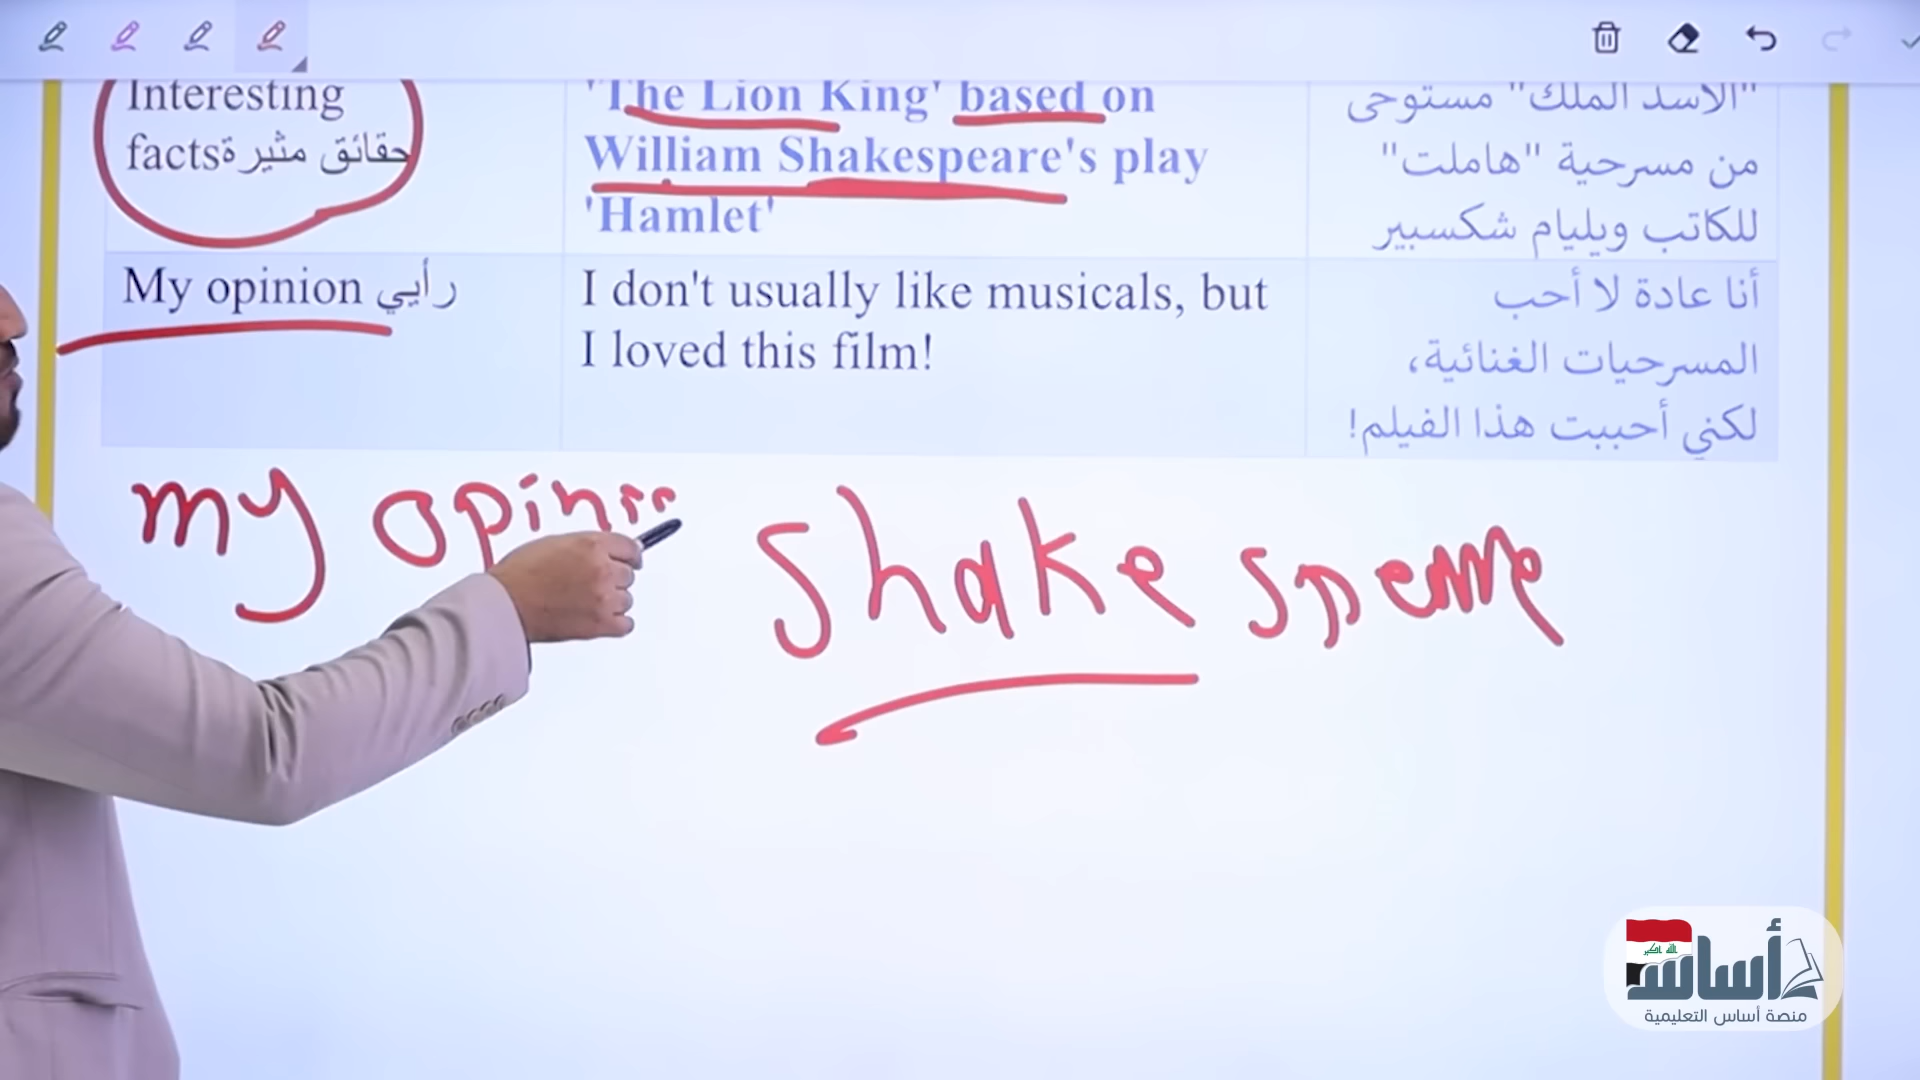 Interesting
facts حقائق مثيرة
'The Lion King' based on
William Shakespeare's play
'Hamlet'
"الأسد الملك" مستوحى
من مسرحية "هاملت"
للكاتب ويليام شكسبير
My opinion رأيي
I don't usually like musicals, but
I loved this film!
أنا عادة لا أحب
المسرحيات الغنائية،
لكني أحببت هذا الفيلم!
my
Shake
أساس
منصة أساس التعليمية